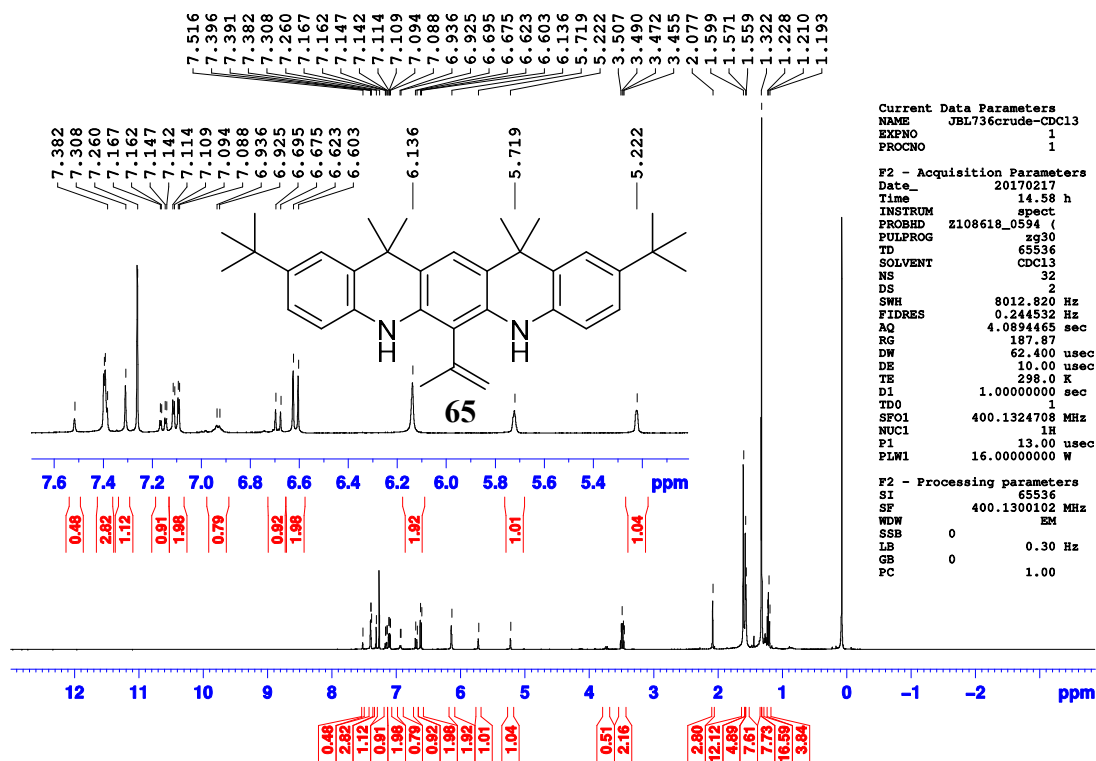 7.516 7.396 7.391 7.382 7.308 7.260 7.167 7.162 7.147 7.142 7.114 7.109 7.094 7.088 6.936 6.925 6.695 6.675 6.623 6.603 6.136 5.719 5.222 3.507 3.490 3.472 3.455 2.077 1.599 1.571 1.559 1.322 1.228 1.210 1.193
7.382 7.308 7.260 7.167 7.162 7.147 7.142 7.114 7.109 7.094 7.088 6.936 6.925 6.695 6.675 6.623 6.603 6.136 5.719 5.222
N
H
N
H
65
7.6 7.4 7.2 7.0 6.8 6.6 6.4 6.2 6.0 5.8 5.6 5.4 ppm
0.48 2.82 1.12 0.91 1.98 0.79 0.92 1.98 1.92 1.01 1.04
12 11 10 9 8 7 6 5 4 3 2 1 0 −1 −2 ppm
0.48 2.82 1.12 0.91 1.98 0.79 0.92 1.98 1.92 1.01 1.04 0.51 2.16 2.80 12.12 4.89 7.61 7.73 16.59 3.84
Current Data Parameters
NAME JBL736crude-CDCl3
EXPNO 1
PROCNO 1
F2 - Acquisition Parameters
Date_ 20170217
Time 14.58 h
INSTRUM spect
PROBHD Z108618_0594 (
PULPROG zg30
TD 65536
SOLVENT CDCl3
NS 32
DS 2
SWH 8012.820 Hz
FIDRES 0.244532 Hz
AQ 4.0894465 sec
RG 187.87
DW 62.400 usec
DE 10.00 usec
TE 298.0 K
D1 1.00000000 sec
TD0 1
SFO1 400.1324708 MHz
NUC1 1H
P1 13.00 usec
PLW1 16.00000000 W
F2 - Processing parameters
SI 65536
SF 400.1300102 MHz
WDW EM
SSB 0
LB 0.30 Hz
GB 0
PC 1.00